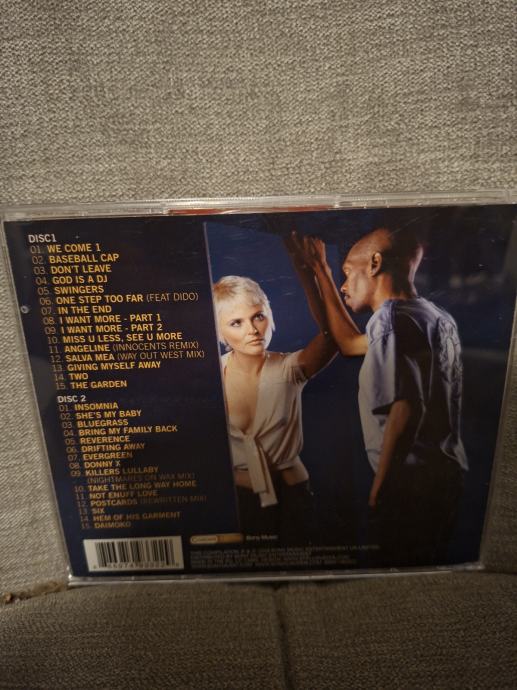 DISC1
01. WE COME 1
02. BASEBALL CAP
03. DON'T LEAVE
04. GOD IS A DJ
05. SWINGERS
06. ONE STEP TOO FAR (FEAT DIDO)
07. IN THE END
08. I WANT MORE - PART 1
09. I WANT MORE - PART 2
10. MISS U LESS, SEE U MORE
11. ANGELINE (INNOCENTS REMIX)
12. SALVA MEA (WAY OUT WEST MIX)
13. GIVING MYSELF AWAY
14. TWO
15. THE GARDEN
DISC 2
01. INSOMNIA
02. SHE'S MY BABY
03. BLUEGRASS
04. BRING MY FAMILY BACK
05. REVERENCE
06. DRIFTING AWAY
07. EVERGREEN
08. DONNY X
09. KILLERS LULLABY
(NIGHTMARES ON WAX MIX)
10. TAKE THE LONG WAY HOME
11. NOT ENUFF LOVE
12. POSTCARDS (REWRITTEN MIX)
13. SIX
14. HEM OF HIS GARMENT
15. DAIMOKO
Sony Music